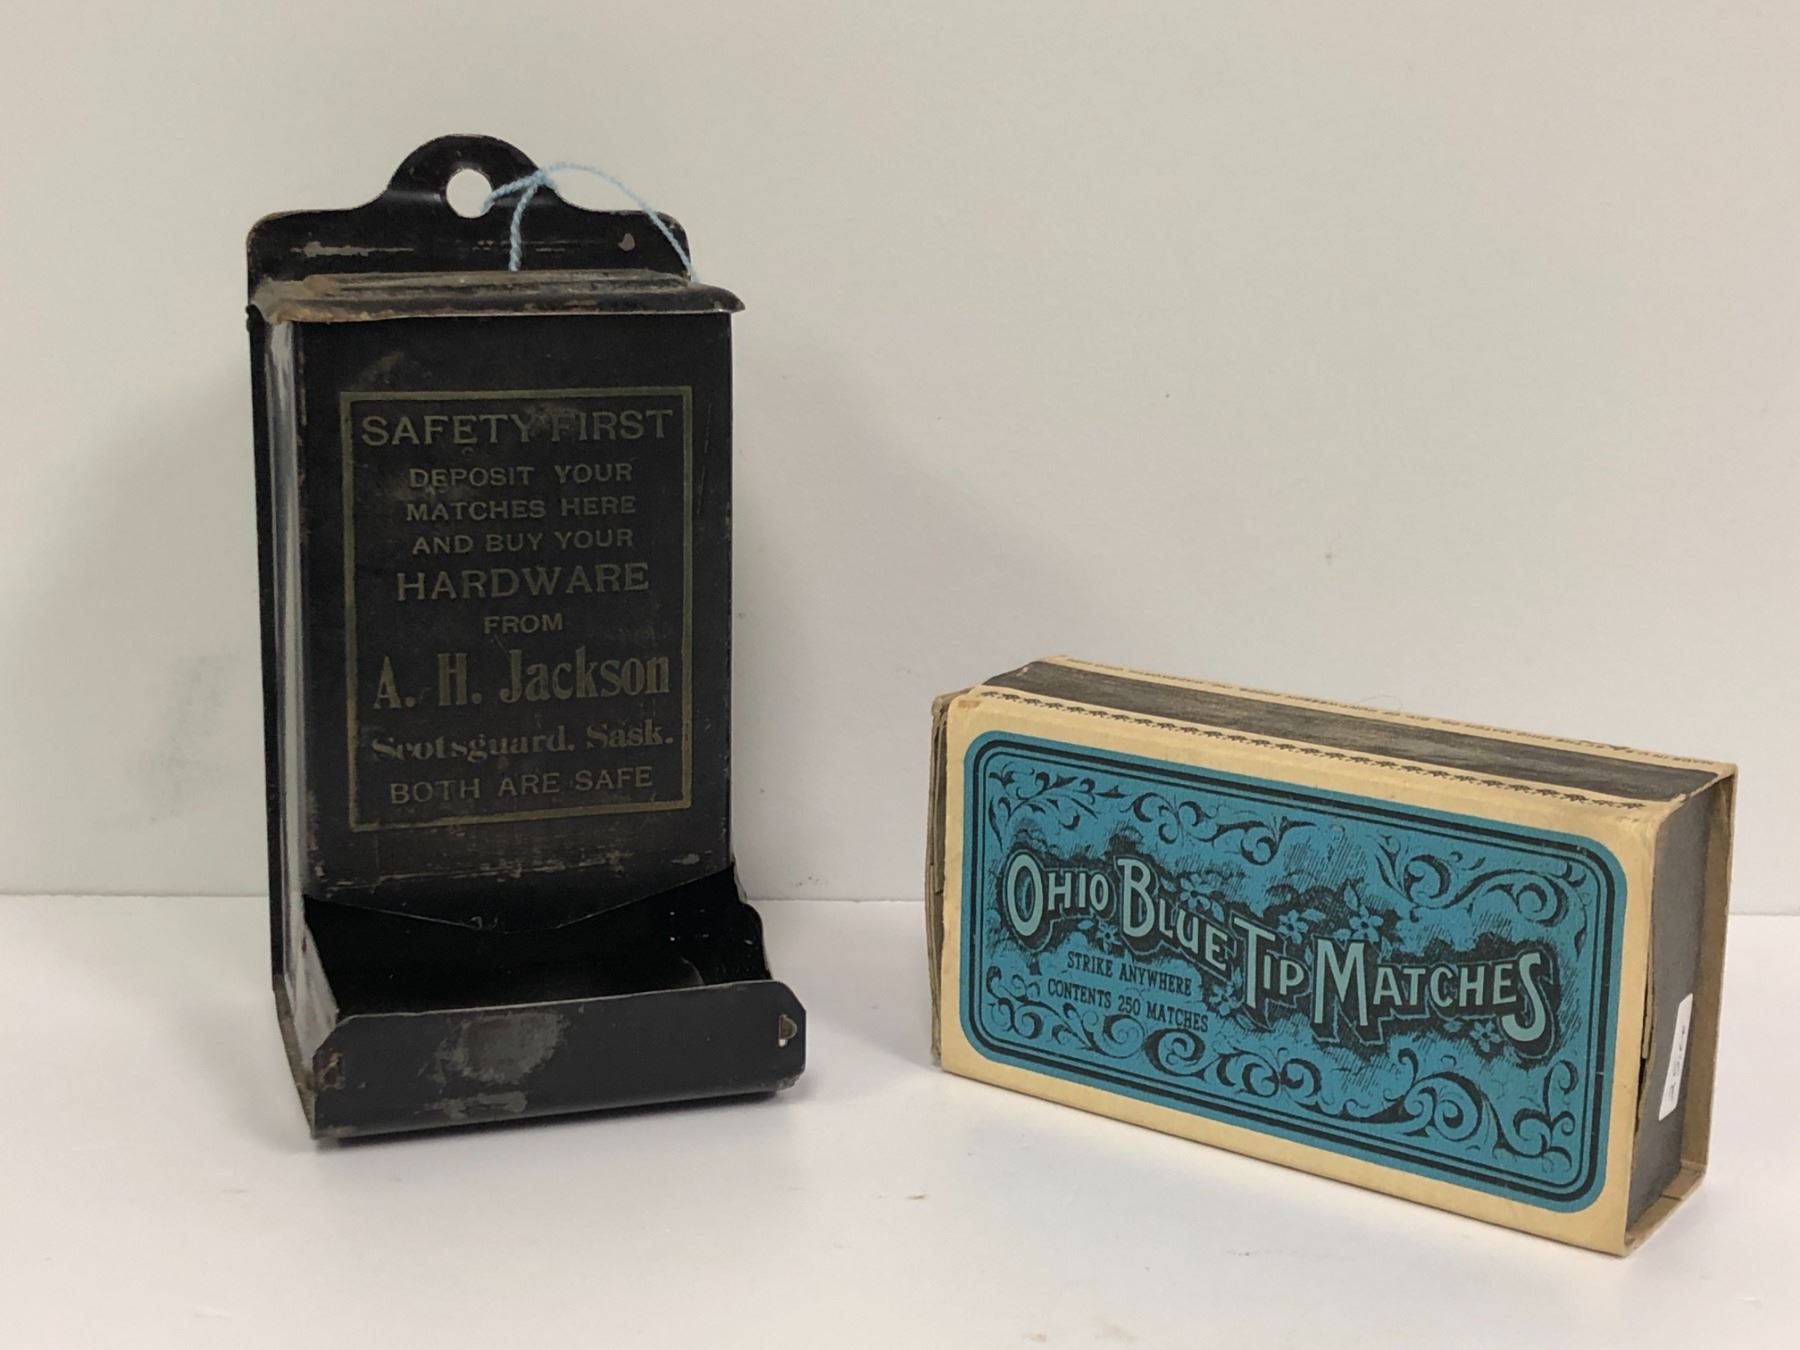 SAFETY FIRST
DEPOSIT YOUR
MATCHES HERE
AND BUY YOUR
HARDWARE
FROM
A. H. Jackson
Scotsguard, Sask.
BOTH ARE SAFE
OHIO BLUE TIP MATCHES
STRIKE ANYWHERE
CONTENTS 250 MATCHES